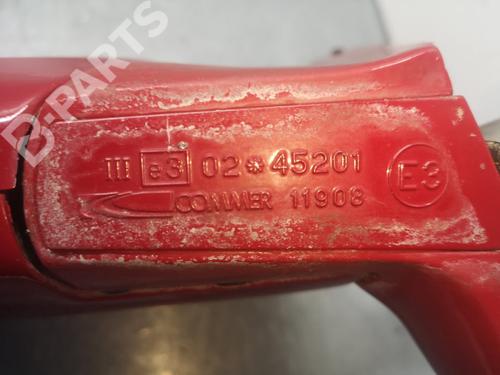 B-PARTS
III e3 02*45201
COMMER 11908
E3